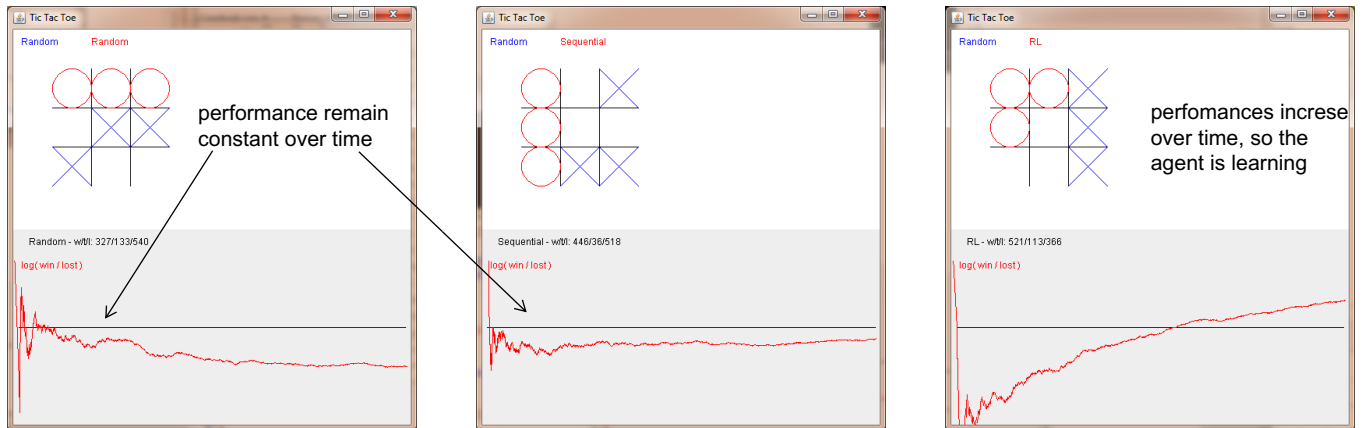 Tic Tac Toe
Random Random
performance remain
constant over time
Random - w/t/l: 327/133/540
log( win / lost )
Tic Tac Toe
Random Sequential
Sequential - w/t/l: 446/36/518
log( win / lost )
Tic Tac Toe
Random RL
perfomances increse
over time, so the
agent is learning
RL - w/t/l: 521/113/366
log( win / lost )